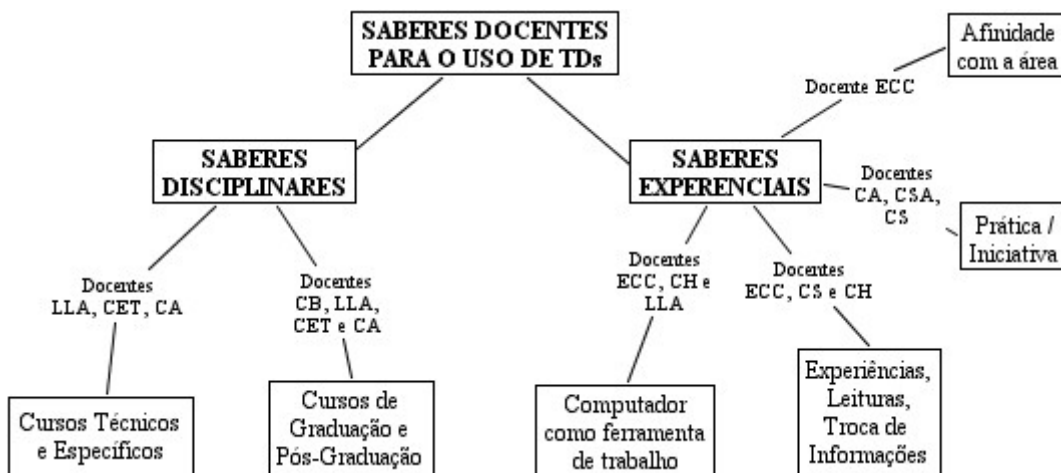 SABERES DOCENTES
PARA O USO DE TDs
Afinidade
com a área
Docente ECC
SABERES
DISCIPLINARES
SABERES
EXPERENCIAIS
Docentes
CA, CSA,
CS
Prática /
Iniciativa
Docentes
LLA, CET, CA
Docentes
CB, LLA,
CET e CA
Docentes
ECC, CH e
LLA
Docentes
ECC, CS e CH
Cursos Técnicos
e Específicos
Cursos de
Graduação e
Pós-Graduação
Computador
como ferramenta
de trabalho
Experiências,
Leituras,
Troca de
Informações